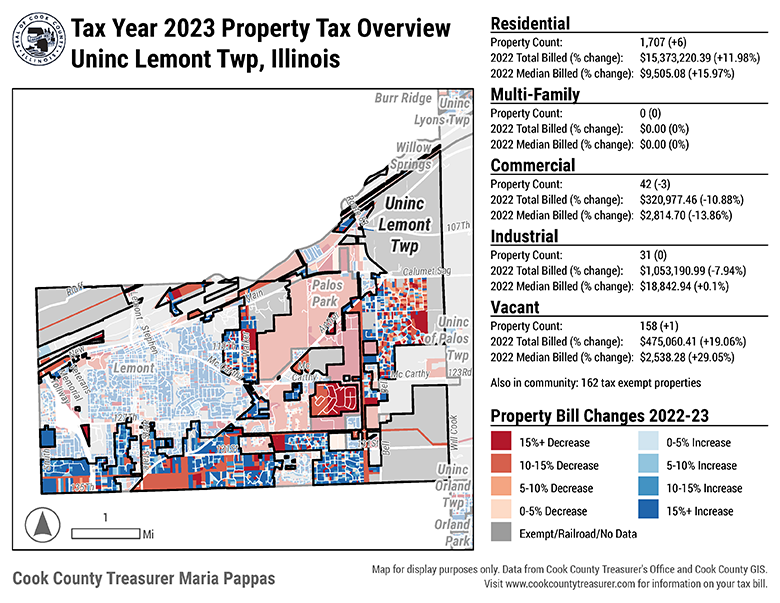 Tax Year 2023 Property Tax Overview
Uninc Lemont Twp, Illinois
Residential
Property Count: 1,707 (+6)
2022 Total Billed (% change): $15,373,220.39 (+11.98%)
2022 Median Billed (% change): $9,505.08 (+15.97%)
Multi-Family
Property Count: 0 (0)
2022 Total Billed (% change): $0.00 (0%)
2022 Median Billed (% change): $0.00 (0%)
Commercial
Property Count: 42 (-3)
2022 Total Billed (% change): $320,977.46 (-10.88%)
2022 Median Billed (% change): $2,814.70 (-13.86%)
Industrial
Property Count: 31 (0)
2022 Total Billed (% change): $1,053,190.99 (-7.94%)
2022 Median Billed (% change): $18,842.94 (+0.1%)
Vacant
Property Count: 158 (+1)
2022 Total Billed (% change): $475,060.41 (+19.06%)
2022 Median Billed (% change): $2,538.28 (+29.05%)
Also in community: 162 tax exempt properties
Property Bill Changes 2022-23
15%+ Decrease
10-15% Decrease
5-10% Decrease
0-5% Decrease
Exempt/Railroad/No Data
0-5% Increase
5-10% Increase
10-15% Increase
15%+ Increase
Burr Ridge
Uninc
Lyons Twp
Willow
Springs
Uninc
Lemont
Twp
107Th
Calumet Sag
Palos
Park
Main
Bluff
Lemont
Stephen
Lemont
New
Uninc
of Palos
Twp
Mc Carthy
123Rd
Carthy
127Th
Bell
Will Cook
Uninc
Orland
Twp
Orland
Park
1
Mi
Cook County Treasurer Maria Pappas
Map for display purposes only. Data from Cook County Treasurer's Office and Cook County GIS.
Visit www.cookcountytreasurer.com for information on your tax bill.